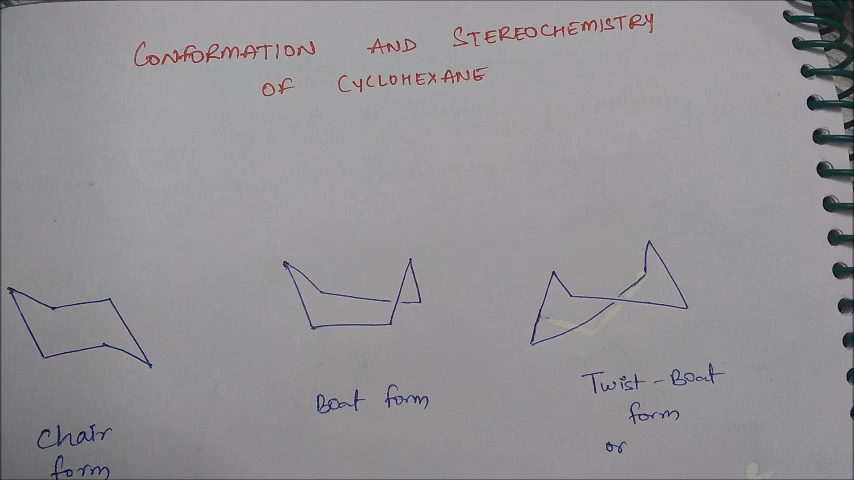 CONFORMATION AND STEREOCHEMISTRY
OF CYCLOHEXANE
Chair
form
Boat form
Twist-Boat
form
or